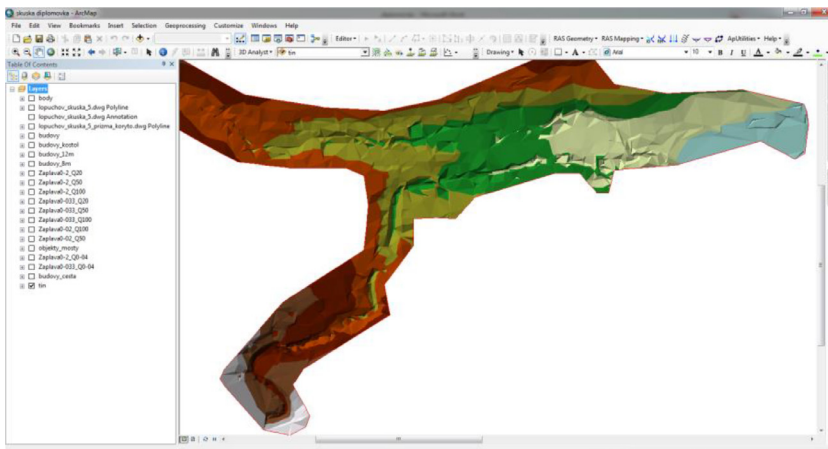 skuska diplomovka - ArcMap
File Edit View Bookmarks Insert Selection Geoprocessing Customize Windows Help
Editor
RAS Geometry RAS Mapping ApUtilities Help
3D Analyst tin Drawing A Arial 10 B I U A
Table Of Contents
Layers
body
lopuchov_skuska_5.dwg Polyline
lopuchov_skuska_5.dwg Annotation
lopuchov_skuska_5_prizma_koryto.dwg Polyline
budovy
budovy_kostol
budovy_12m
budovy_8m
Zaplava0-2_Q20
Zaplava0-2_Q50
Zaplava0-2_Q100
Zaplava0-033_Q20
Zaplava0-033_Q50
Zaplava0-033_Q100
Zaplava0-02_Q100
Zaplava0-02_Q50
objekty_mosty
Zaplava0-2_Q0-64
Zaplava0-033_Q0-64
budovy_cesta
tin